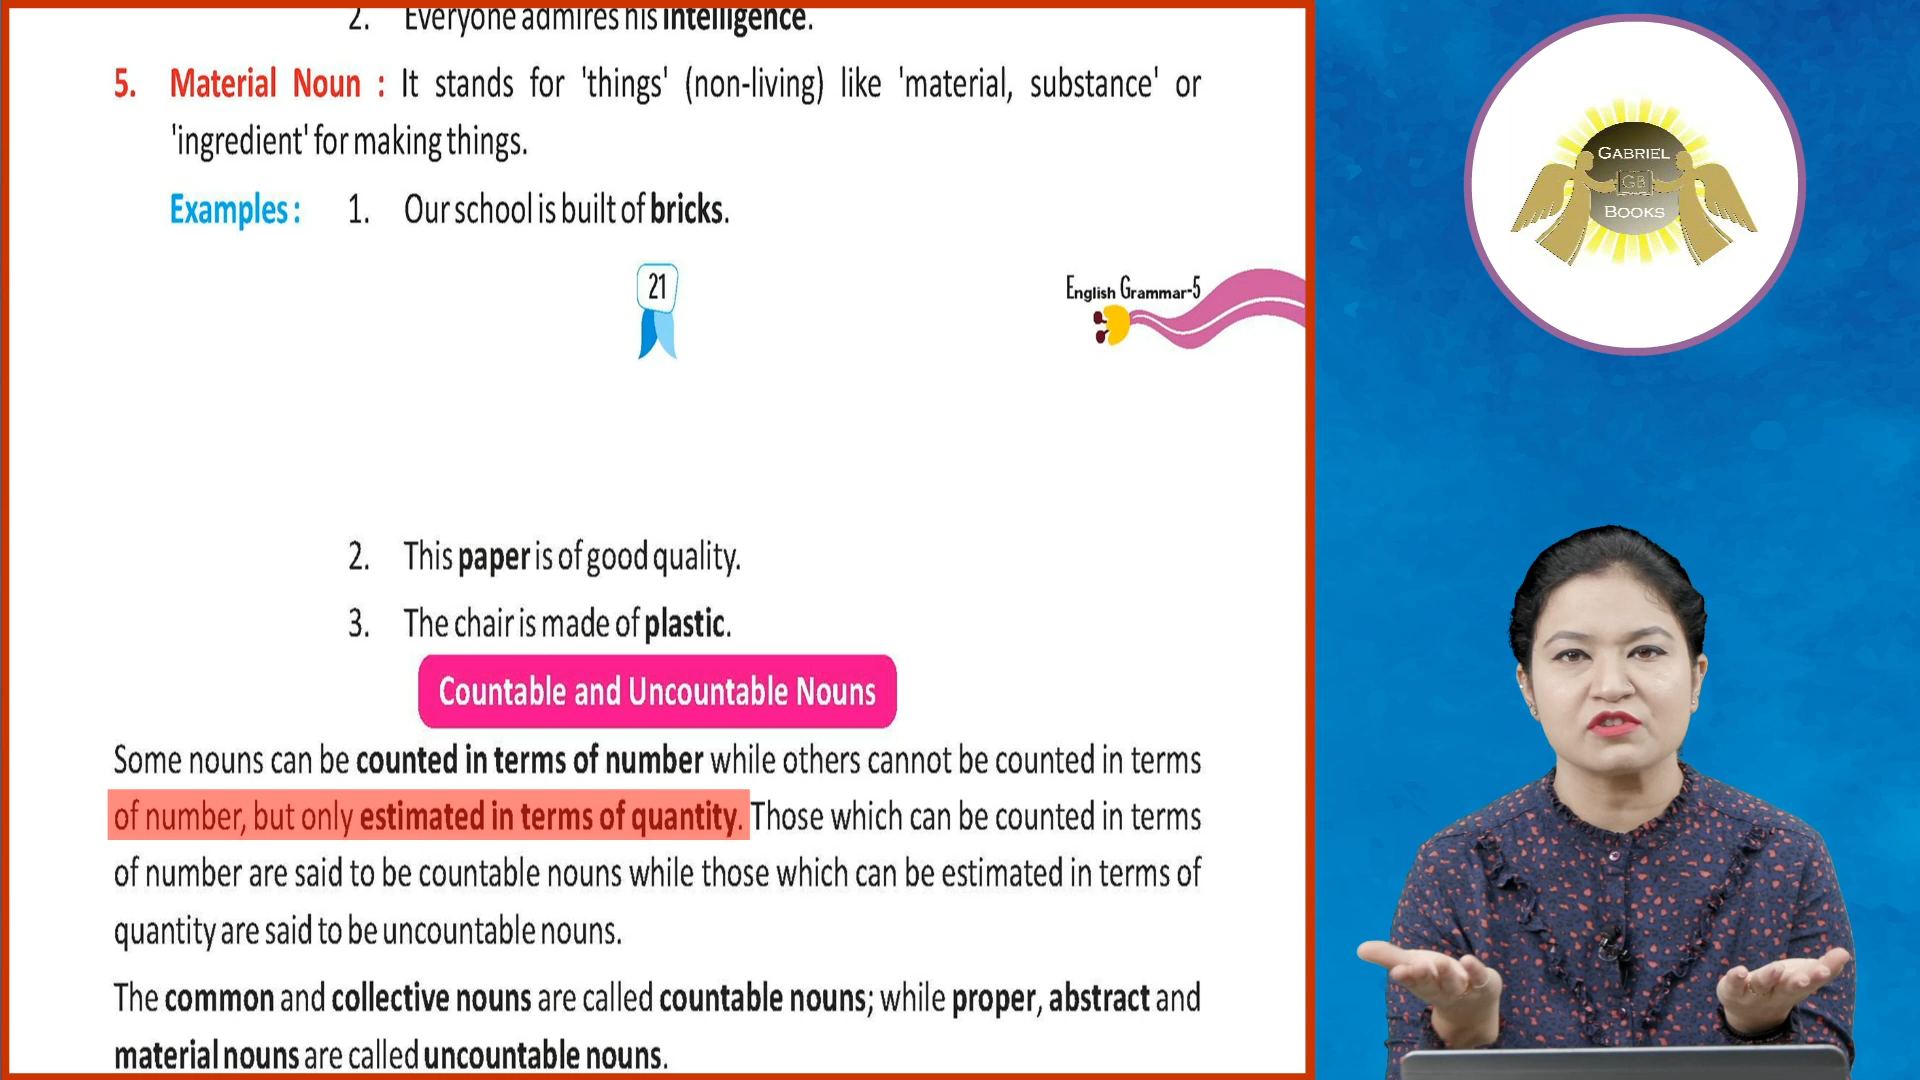 2. Everyone admires his intelligence.
5. Material Noun : It stands for 'things' (non-living) like 'material, substance' or
'ingredient' for making things.
Examples : 1. Our school is built of bricks.
21
English Grammar-5
2. This paper is of good quality.
3. The chair is made of plastic.
Countable and Uncountable Nouns
Some nouns can be counted in terms of number while others cannot be counted in terms
of number, but only estimated in terms of quantity. Those which can be counted in terms
of number are said to be countable nouns while those which can be estimated in terms of
quantity are said to be uncountable nouns.
The common and collective nouns are called countable nouns; while proper, abstract and
material nouns are called uncountable nouns.
GABRIEL
GB
BOOKS